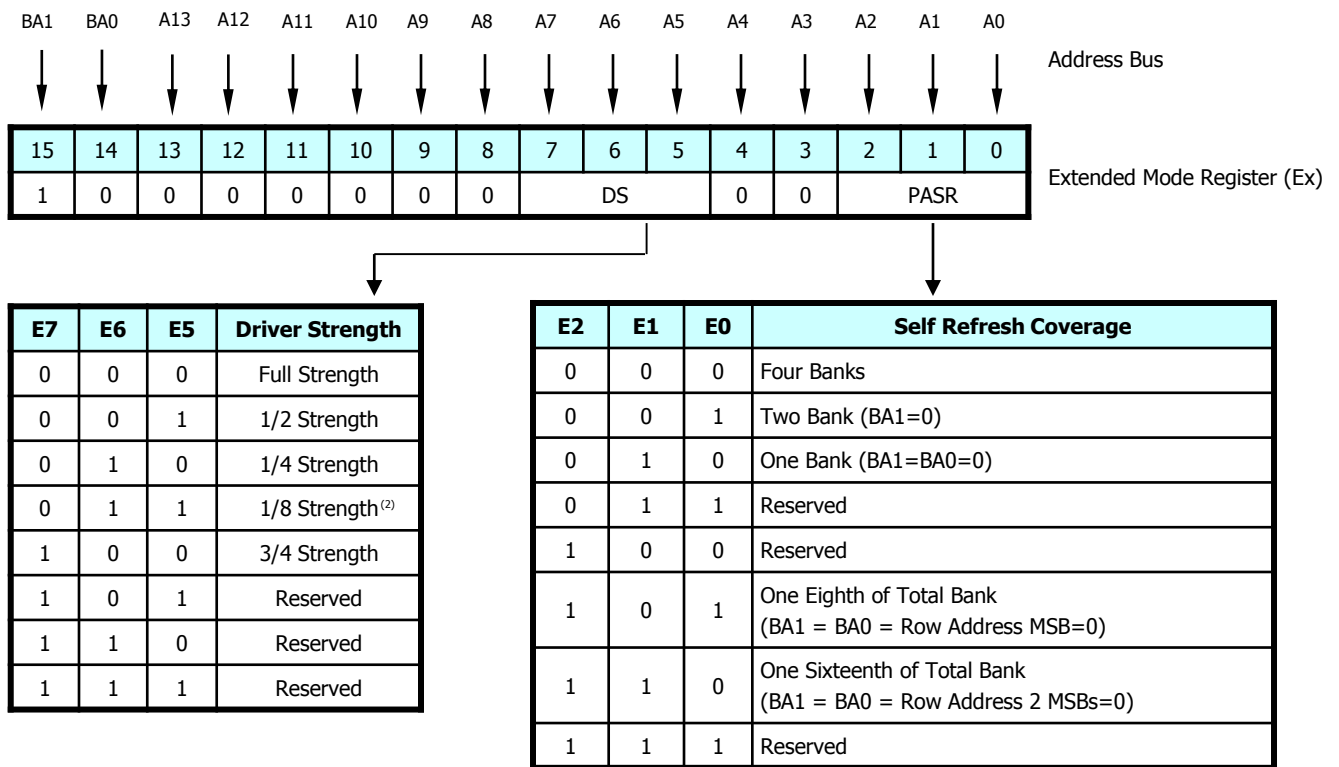 BA1 BA0 A13 A12 A11 A10 A9 A8 A7 A6 A5 A4 A3 A2 A1 A0
Address Bus
15 14 13 12 11 10 9 8 7 6 5 4 3 2 1 0
1 0 0 0 0 0 0 0 DS 0 0 PASR
Extended Mode Register (Ex)
E7 E6 E5 Driver Strength
0 0 0 Full Strength
0 0 1 1/2 Strength
0 1 0 1/4 Strength
0 1 1 1/8 Strength(2)
1 0 0 3/4 Strength
1 0 1 Reserved
1 1 0 Reserved
1 1 1 Reserved
E2 E1 E0 Self Refresh Coverage
0 0 0 Four Banks
0 0 1 Two Bank (BA1=0)
0 1 0 One Bank (BA1=BA0=0)
0 1 1 Reserved
1 0 0 Reserved
1 0 1 One Eighth of Total Bank
(BA1 = BA0 = Row Address MSB=0)
1 1 0 One Sixteenth of Total Bank
(BA1 = BA0 = Row Address 2 MSBs=0)
1 1 1 Reserved